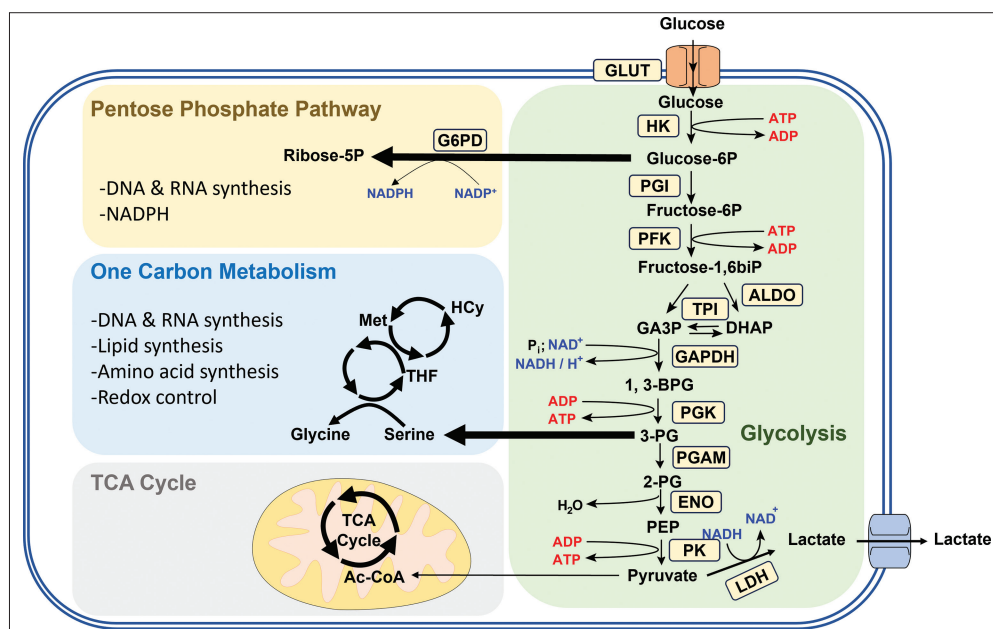 Glucose
GLUT
Glucose
HK
ATP
ADP
Pentose Phosphate Pathway
G6PD
Ribose-5P
Glucose-6P
NADPH
NADP⁺
-DNA & RNA synthesis
-NADPH
PGI
Fructose-6P
PFK
ATP
ADP
Fructose-1,6biP
ALDO
TPI
GA3P
DHAP
One Carbon Metabolism
-DNA & RNA synthesis
-Lipid synthesis
-Amino acid synthesis
-Redox control
Met
HCy
THF
Glycine
Serine
Pᵢ; NAD⁺
NADH / H⁺
GAPDH
1, 3-BPG
ADP
ATP
PGK
3-PG
Glycolysis
PGAM
2-PG
H₂O
ENO
PEP
ADP
ATP
PK
NADH
NAD⁺
Pyruvate
LDH
Lactate
Lactate
TCA Cycle
TCA
Cycle
Ac-CoA